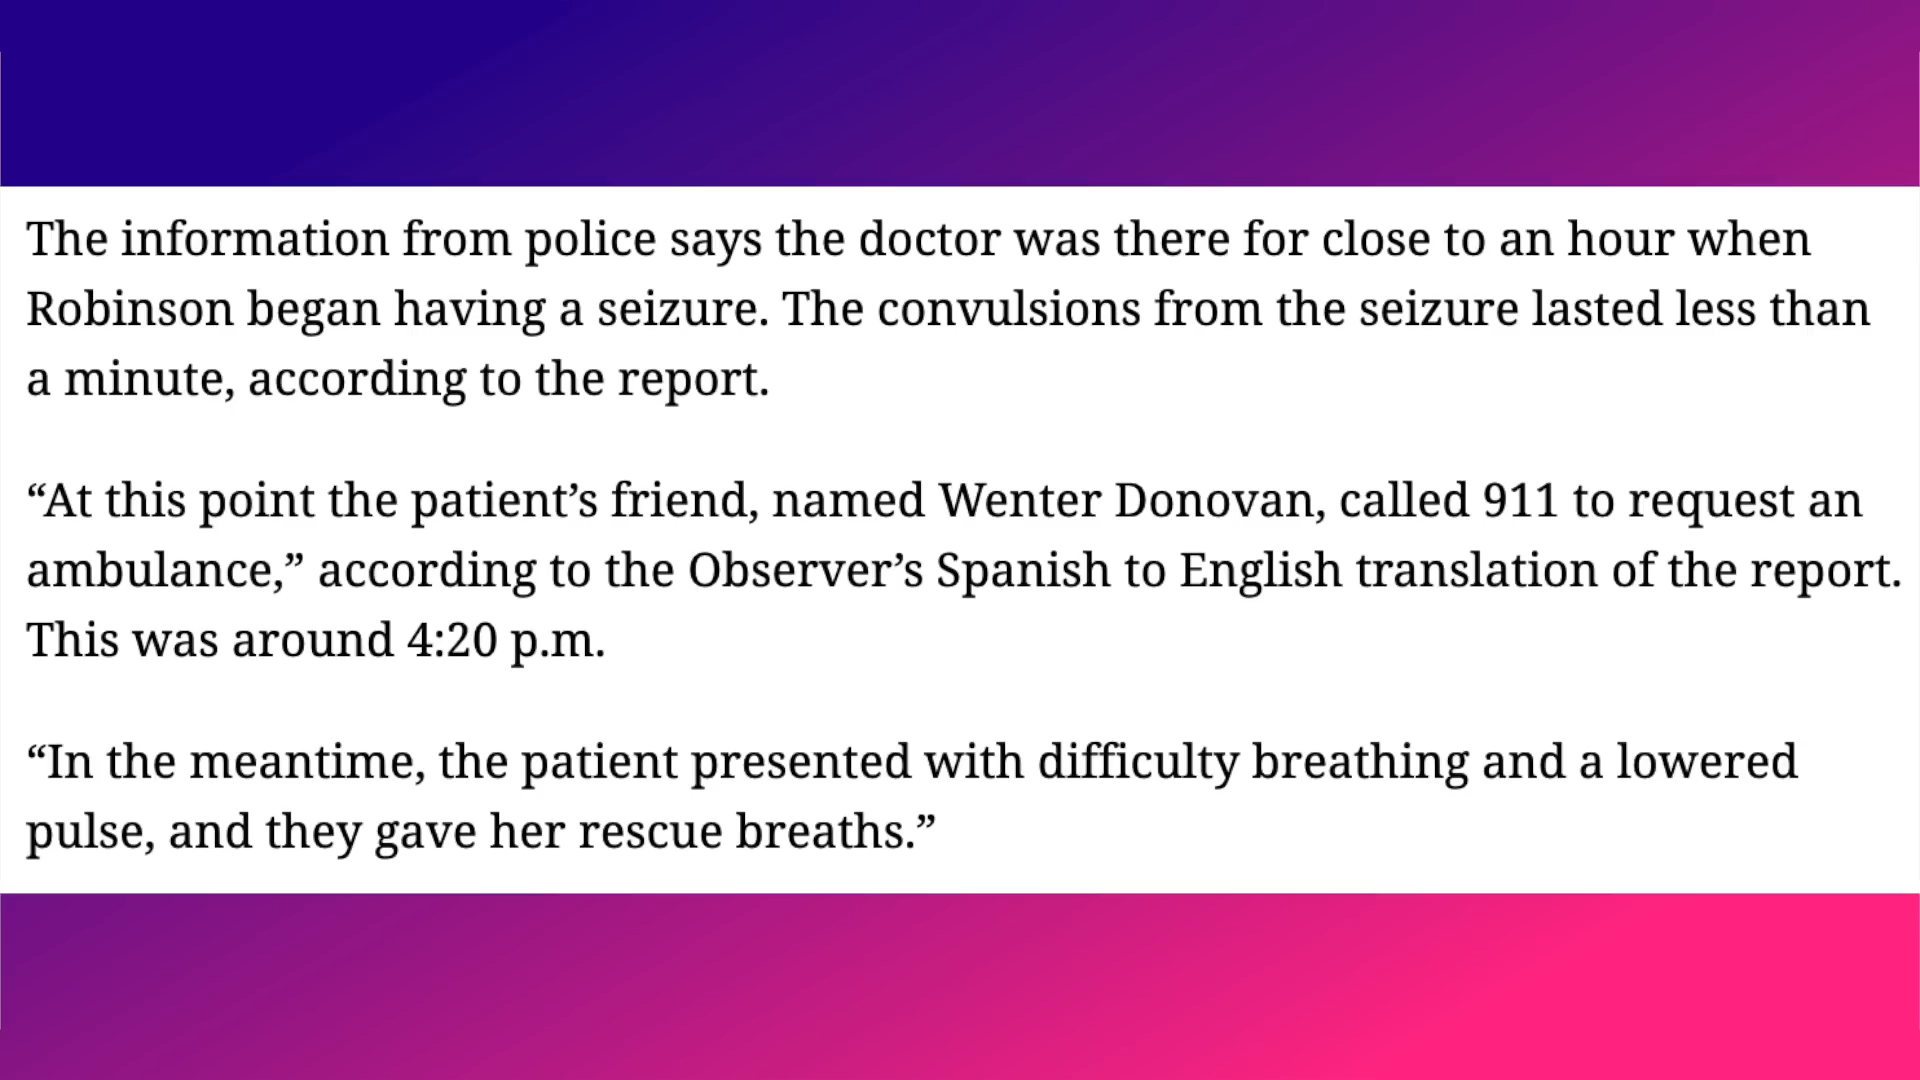 The information from police says the doctor was there for close to an hour when
Robinson began having a seizure. The convulsions from the seizure lasted less than
a minute, according to the report.
“At this point the patient’s friend, named Wenter Donovan, called 911 to request an
ambulance,” according to the Observer’s Spanish to English translation of the report.
This was around 4:20 p.m.
“In the meantime, the patient presented with difficulty breathing and a lowered
pulse, and they gave her rescue breaths.”